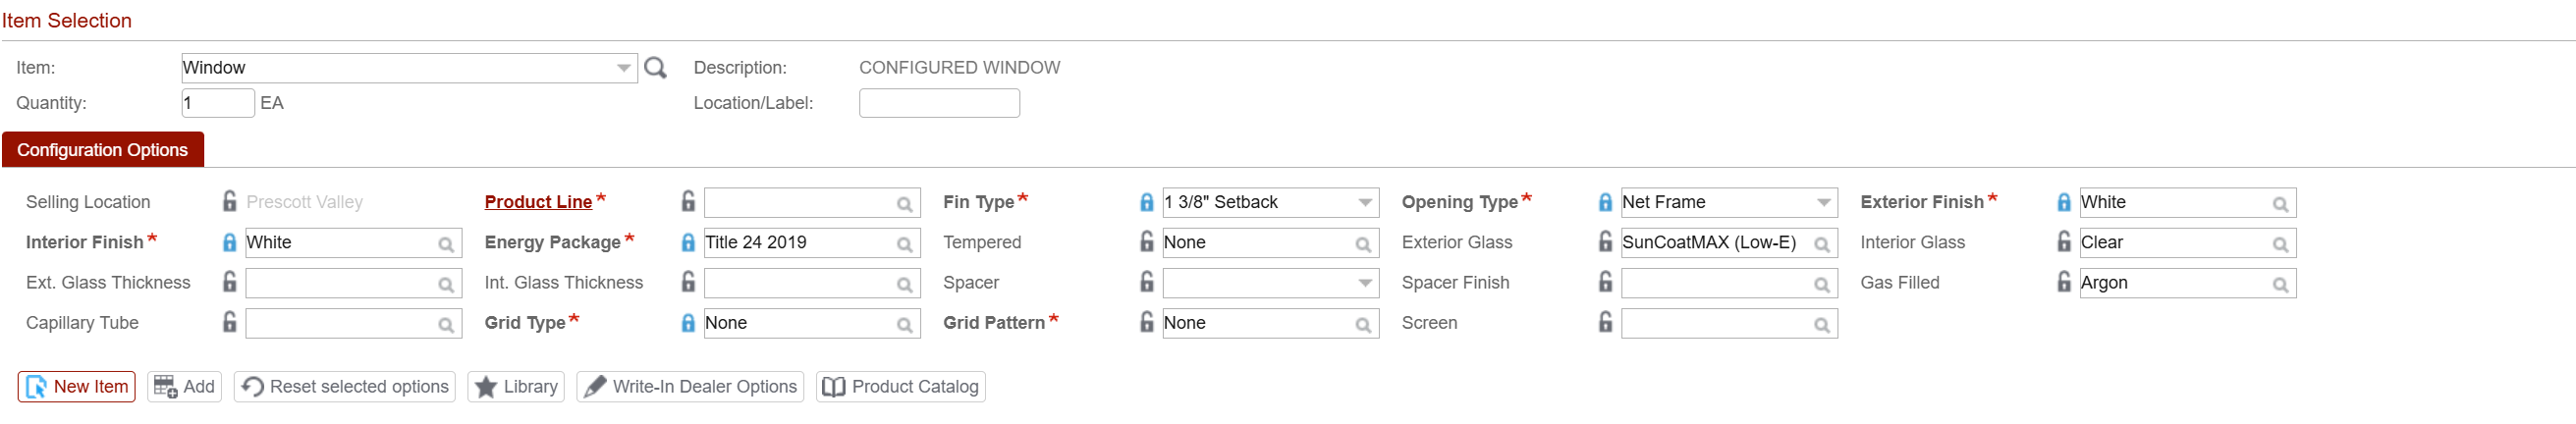 Item Selection
Item: Window Description: CONFIGURED WINDOW
Quantity: 1 EA Location/Label:
Configuration Options
Selling Location Prescott Valley Product Line* Fin Type* 1 3/8" Setback Opening Type* Net Frame Exterior Finish* White
Interior Finish* White Energy Package* Title 24 2019 Tempered None Exterior Glass SunCoatMAX (Low-E) Interior Glass Clear
Ext. Glass Thickness Int. Glass Thickness Spacer Spacer Finish Gas Filled Argon
Capillary Tube Grid Type* None Grid Pattern* None Screen
New Item Add Reset selected options Library Write-In Dealer Options Product Catalog